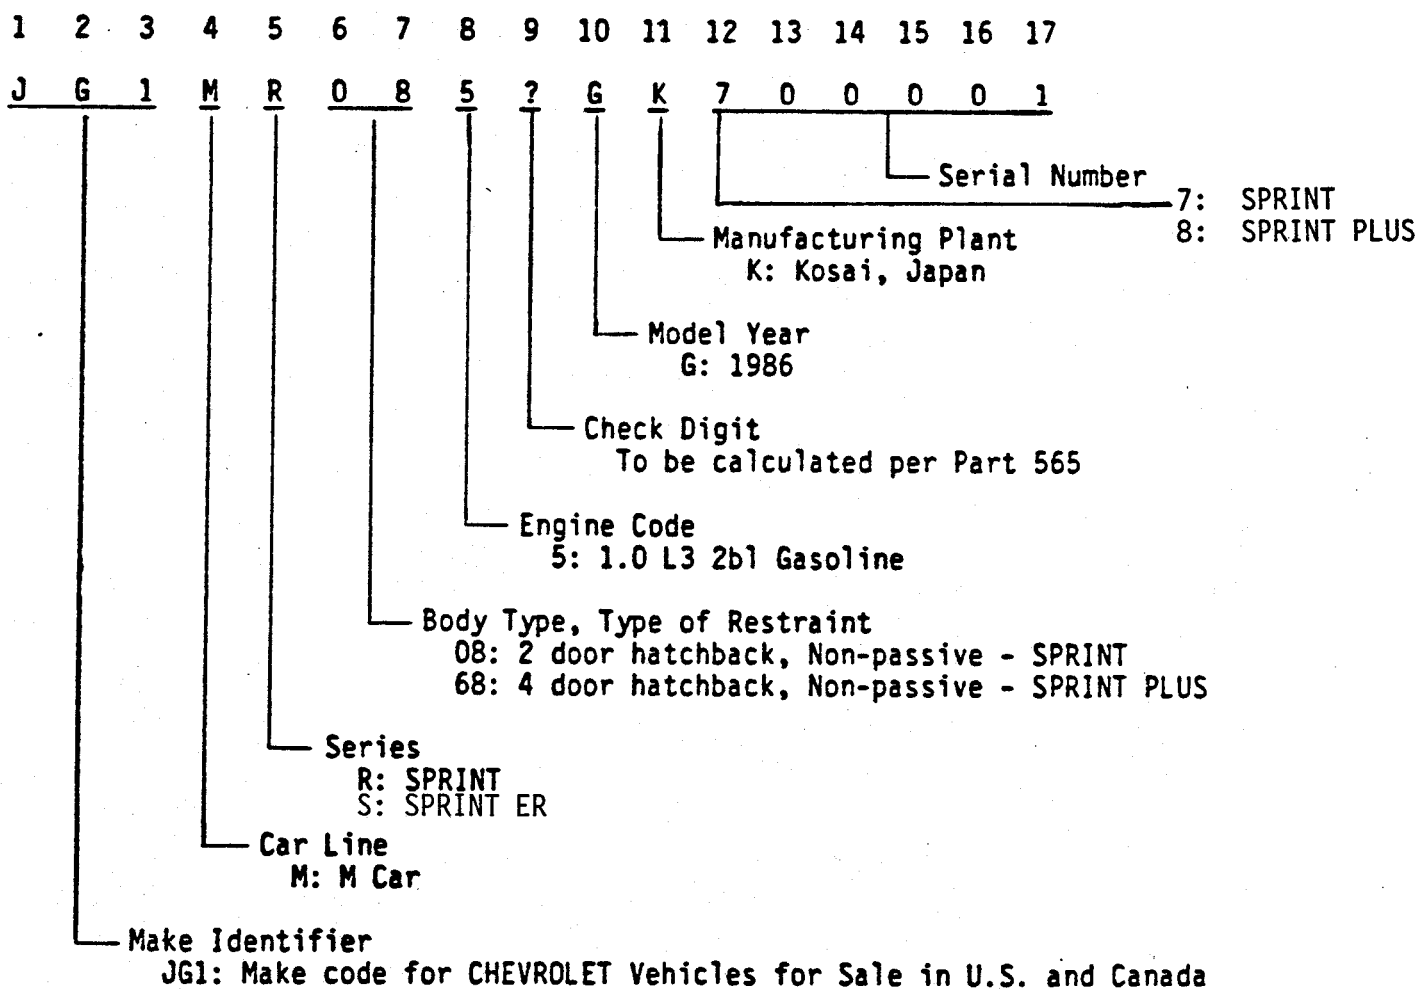 1 2 3 4 5 6 7 8 9 10 11 12 13 14 15 16 17
J G 1 M R 0 8 5 ? G K 7 0 0 0 0 1
Serial Number
7: SPRINT
8: SPRINT PLUS
Manufacturing Plant
K: Kosai, Japan
Model Year
G: 1986
Check Digit
To be calculated per Part 565
Engine Code
5: 1.0 L3 2bl Gasoline
Body Type, Type of Restraint
08: 2 door hatchback, Non-passive - SPRINT
68: 4 door hatchback, Non-passive - SPRINT PLUS
Series
R: SPRINT
S: SPRINT ER
Car Line
M: M Car
Make Identifier
JG1: Make code for CHEVROLET Vehicles for Sale in U.S. and Canada